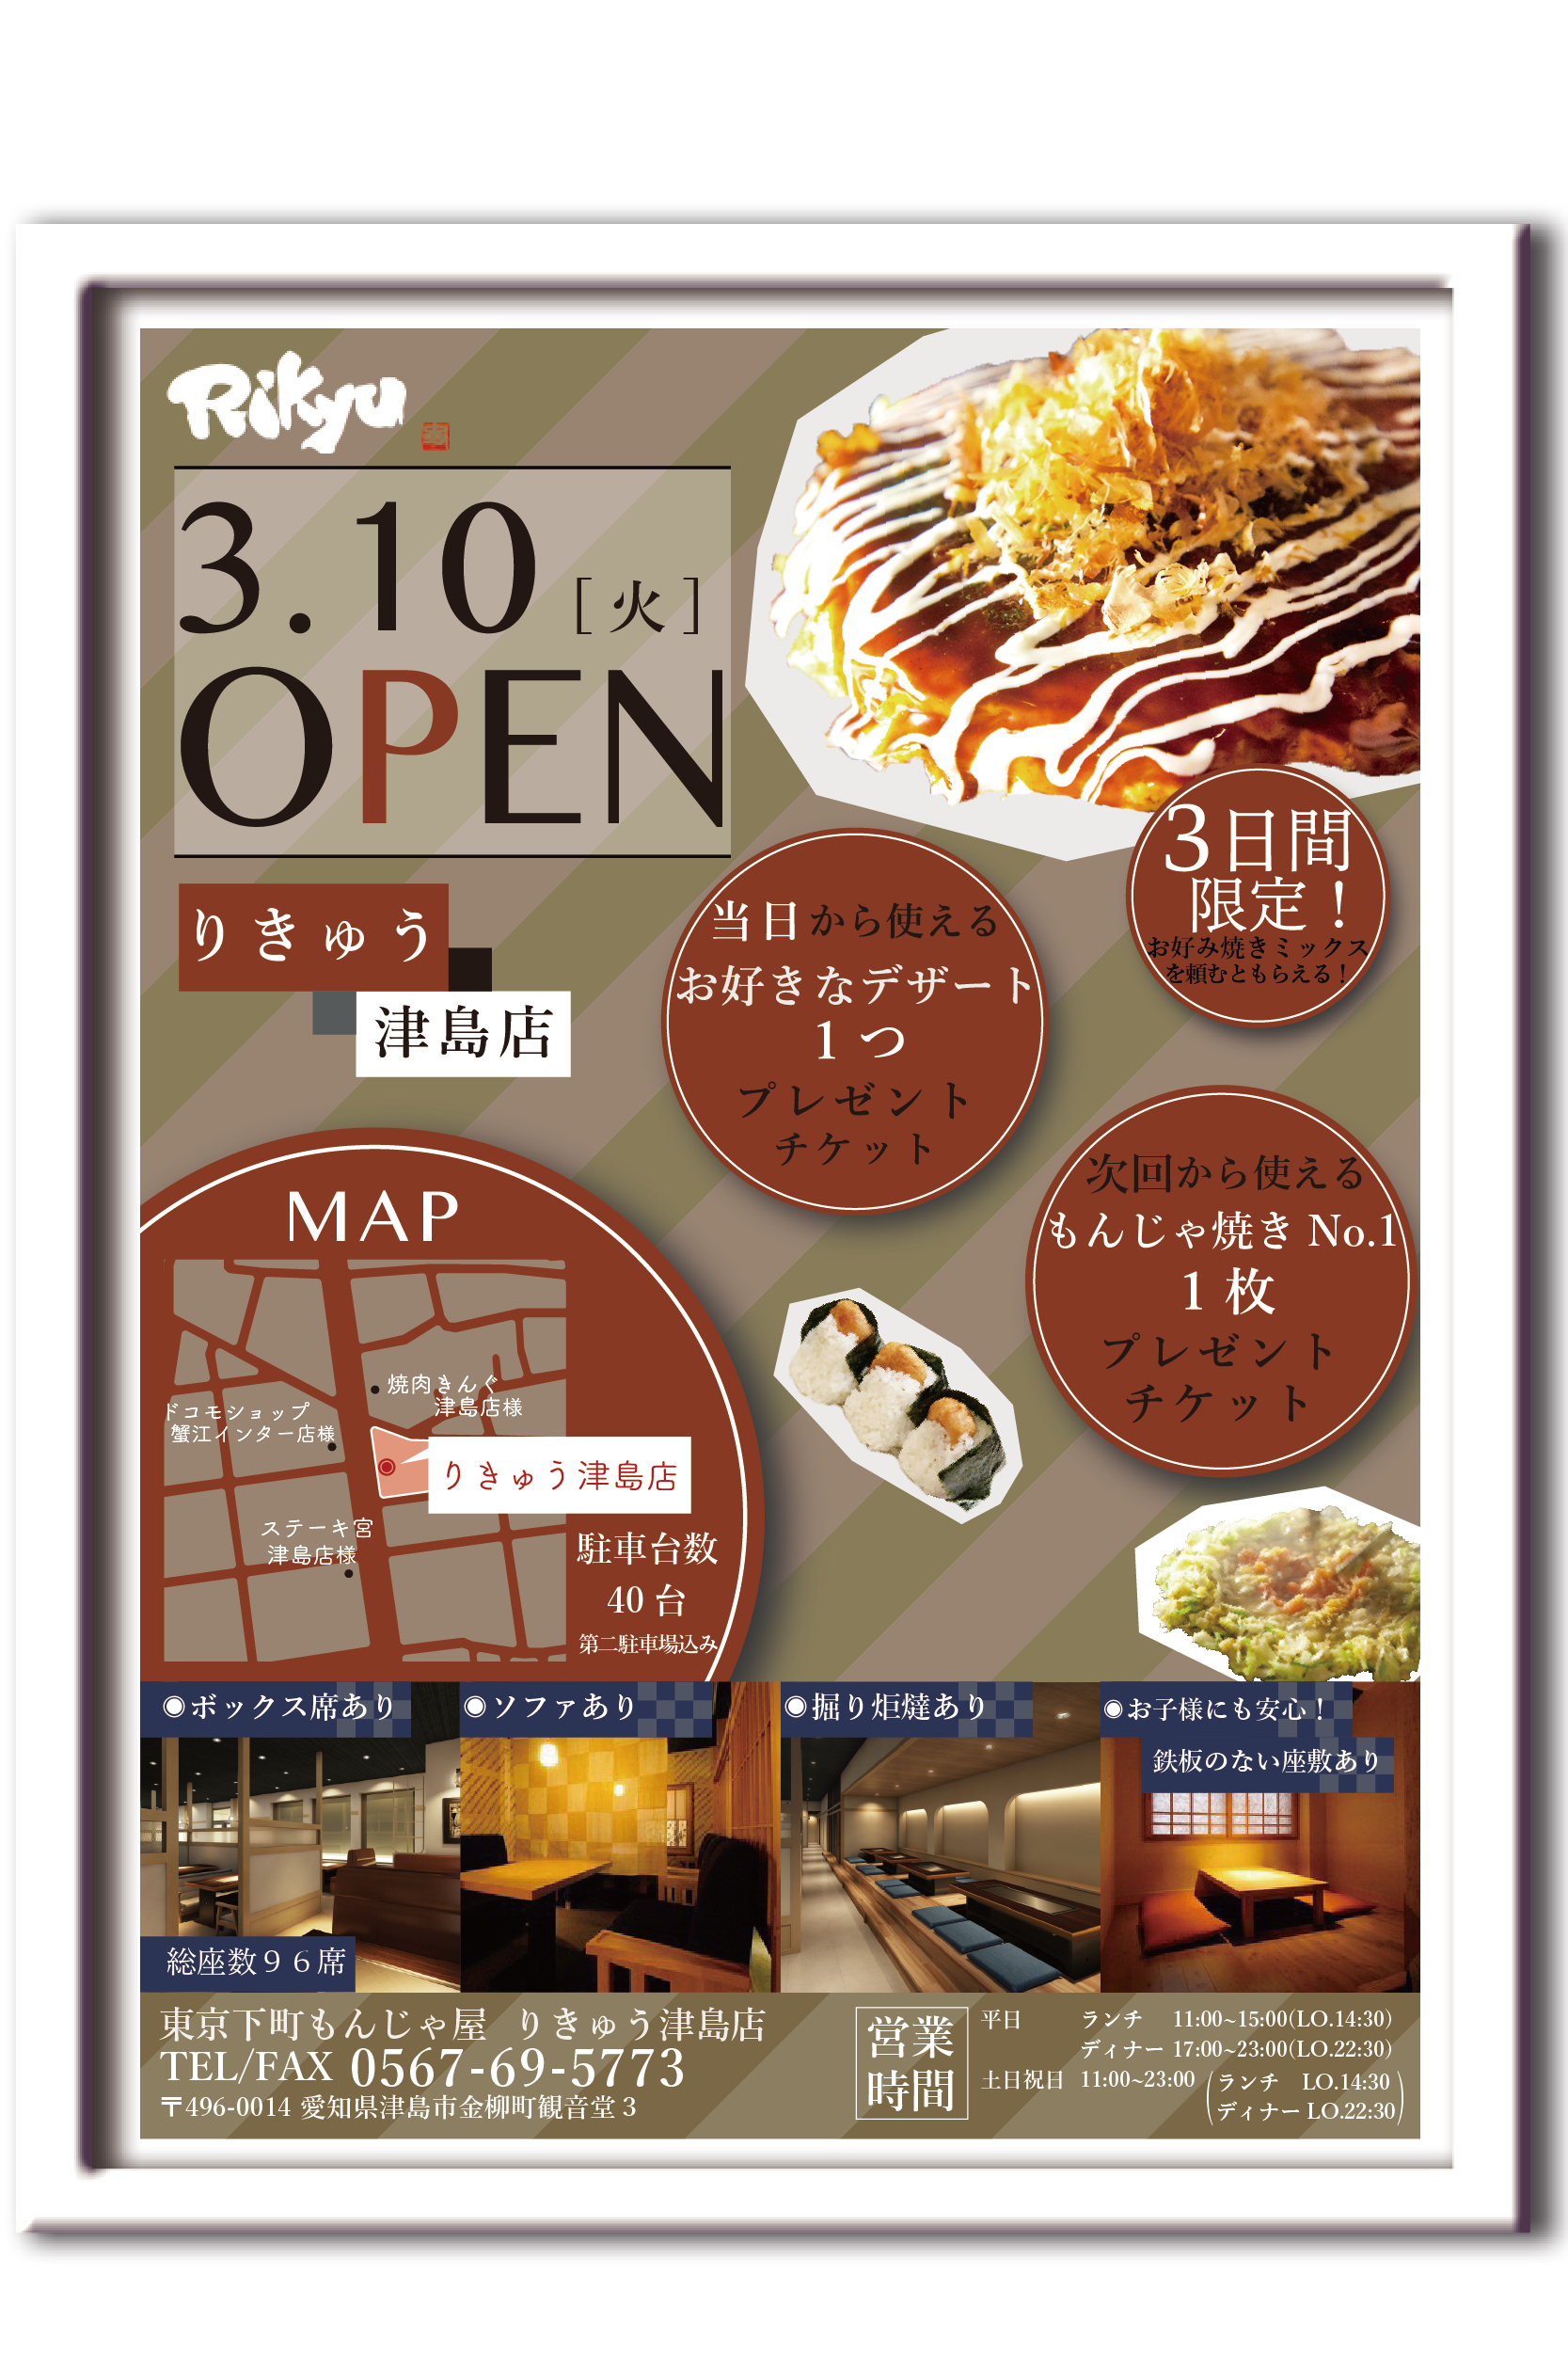 Rikyu
3.10[火]
OPEN
りきゅう
津島店
3日間
限定！
お好み焼きミックス
を頼むともらえる！
当日から使える
お好きなデザート
1つ
プレゼント
チケット
次回から使える
もんじゃ焼き No.1
1 枚
プレゼント
チケット
MAP
焼肉きんぐ
津島店様
ドコモショップ
蟹江インター店様
りきゅう津島店
ステーキ宮
津島店様
駐車台数
40 台
第二駐車場込み
◉ボックス席あり
◉ソファあり
◉掘り炬燵あり
◉お子様にも安心！
鉄板のない座敷あり
総座数９６席
東京下町もんじゃ屋 りきゅう津島店
TEL/FAX 0567-69-5773
〒496-0014 愛知県津島市金柳町観音堂３
営業
時間
平日 ランチ 11:00~15:00(LO.14:30)
ディナー 17:00~23:00(LO.22:30)
土日祝日 11:00~23:00 (ランチ LO.14:30
ディナー LO.22:30)